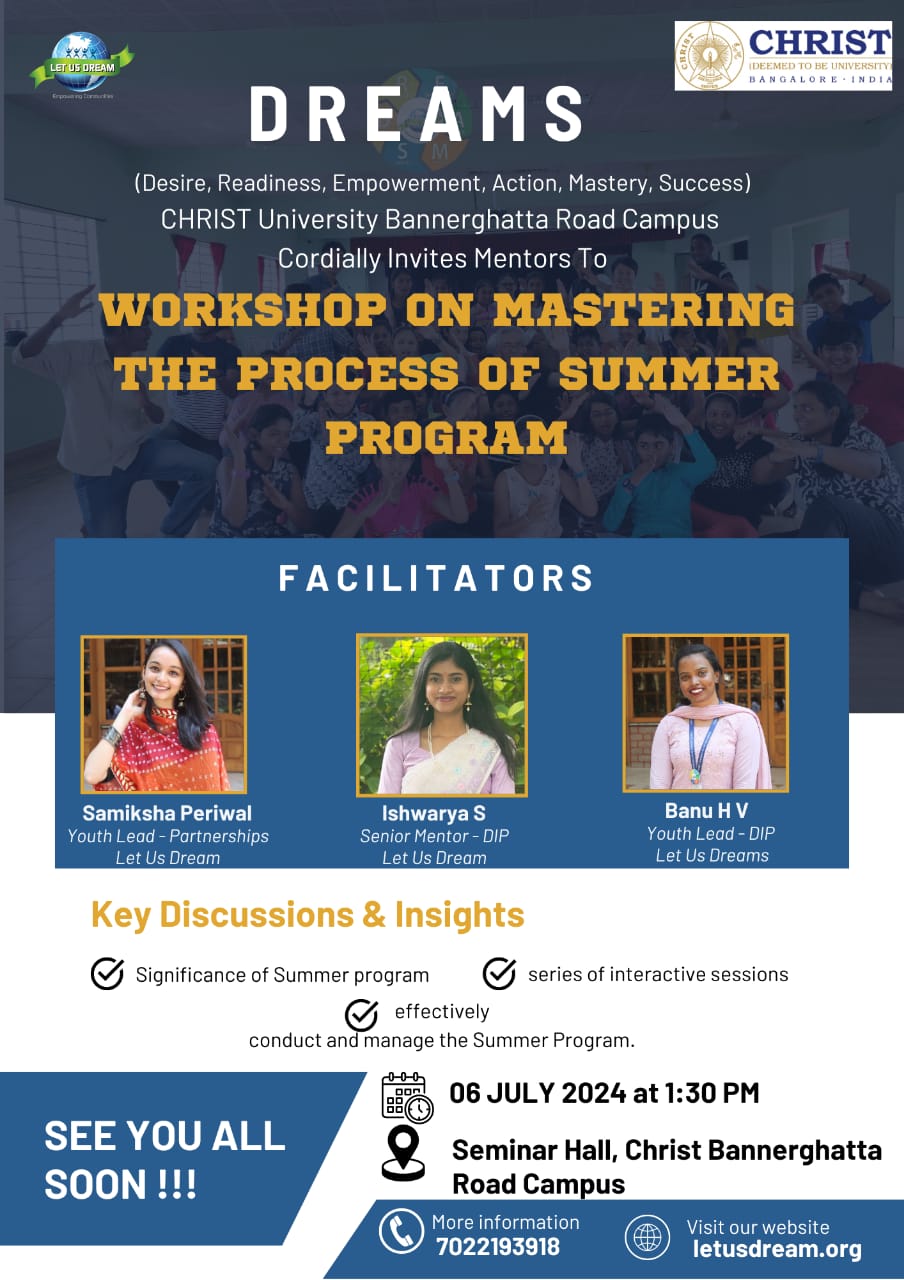 LET US DREAM
Empowering Communities
CHRIST
(DEEMED TO BE UNIVERSITY)
BANGALORE · INDIA
DREAMS
(Desire, Readiness, Empowerment, Action, Mastery, Success)
CHRIST University Bannerghatta Road Campus
Cordially Invites Mentors To
WORKSHOP ON MASTERING
THE PROCESS OF SUMMER
PROGRAM
FACILITATORS
Samiksha Periwal
Youth Lead - Partnerships
Let Us Dream
Ishwarya S
Senior Mentor - DIP
Let Us Dream
Banu H V
Youth Lead - DIP
Let Us Dreams
Key Discussions & Insights
Significance of Summer program
series of interactive sessions
effectively
conduct and manage the Summer Program.
SEE YOU ALL
SOON !!!
06 JULY 2024 at 1:30 PM
Seminar Hall, Christ Bannerghatta
Road Campus
More information
7022193918
Visit our website
letusdream.org